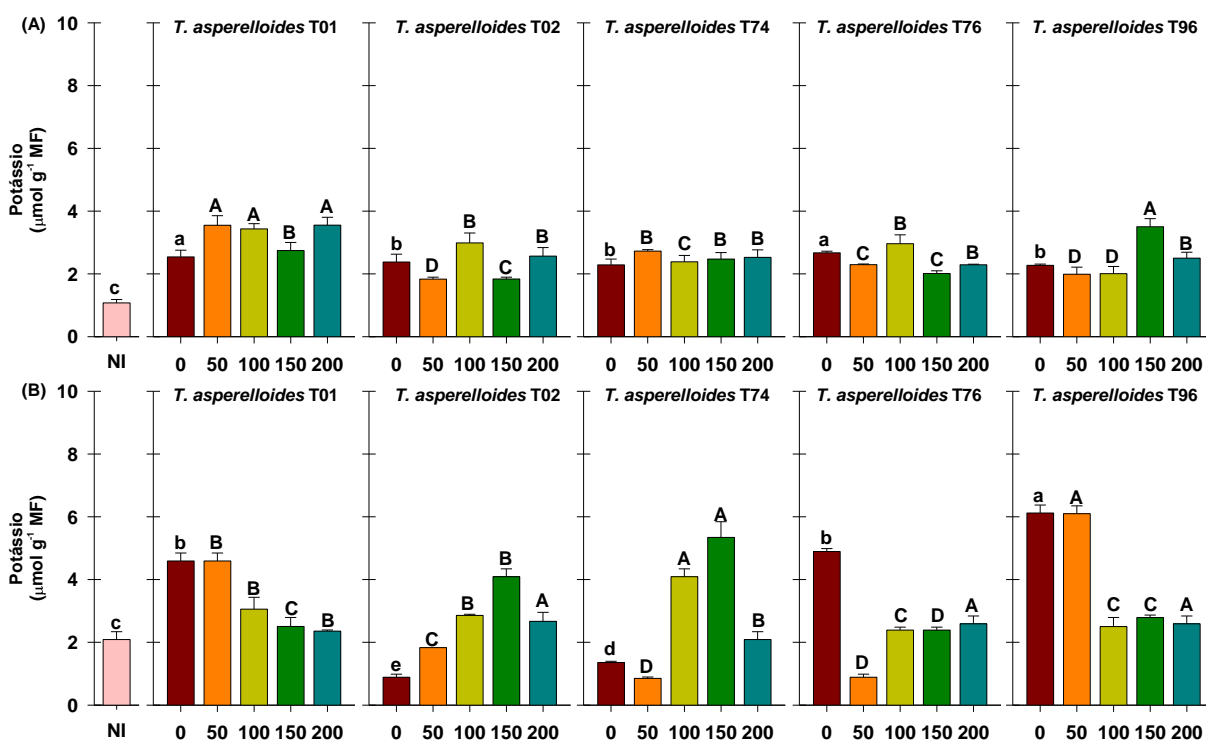 (A)
T. asperelloides T01
T. asperelloides T02
T. asperelloides T74
T. asperelloides T76
T. asperelloides T96
Potássio
(µmol g⁻¹ MF)
10
8
6
4
2
0
c
a A A B A
b D B C B
b B C B B
a C B C B
b D D A B
NI
0 50 100 150 200
0 50 100 150 200
0 50 100 150 200
0 50 100 150 200
0 50 100 150 200
(B)
T. asperelloides T01
T. asperelloides T02
T. asperelloides T74
T. asperelloides T76
T. asperelloides T96
Potássio
(µmol g⁻¹ MF)
10
8
6
4
2
0
c
b B B C B
e C B B A
d D A A B
b D C D A
a A C C A
NI
0 50 100 150 200
0 50 100 150 200
0 50 100 150 200
0 50 100 150 200
0 50 100 150 200